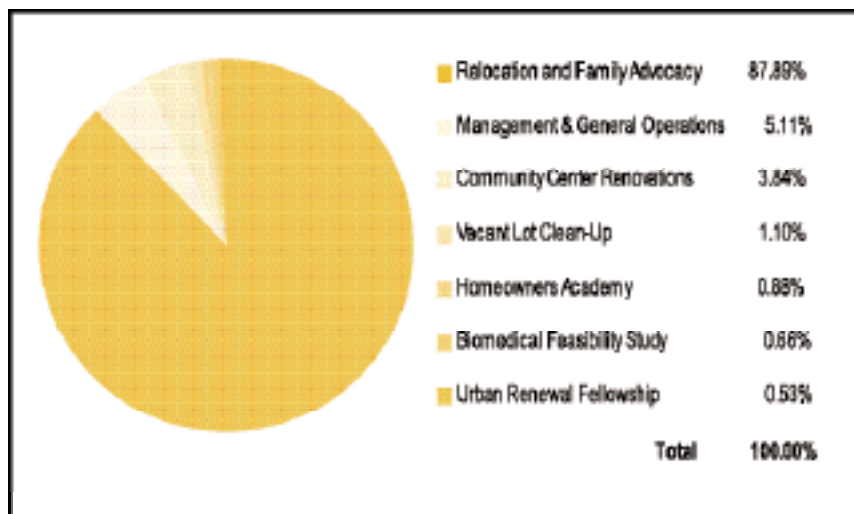 Relocation and Family Advocacy 87.89%
Management & General Operations 5.11%
Community Center Renovations 3.84%
Vacant Lot Clean-Up 1.10%
Homeowners Academy 0.88%
Biomedical Feasibility Study 0.66%
Urban Renewal Fellowship 0.53%
Total 100.00%